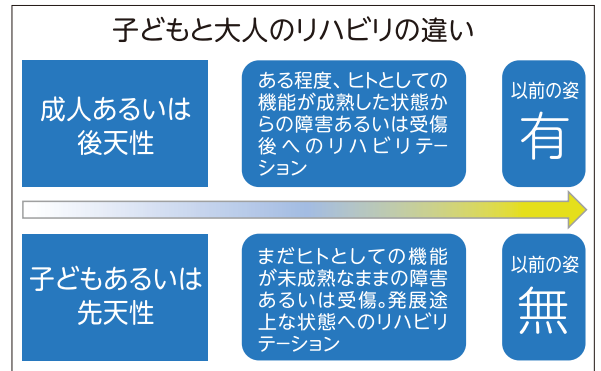 子どもと大人のリハビリの違い
成人あるいは
後天性
ある程度、ヒトとしての
機能が成熟した状態か
らの障害あるいは受傷
後へのリハビリテー
ション
以前の姿
有
子どもあるいは
先天性
まだヒトとしての機能
が未成熟なままの障害
あるいは受傷。発展途
上な状態へのリハビリ
テーション
以前の姿
無